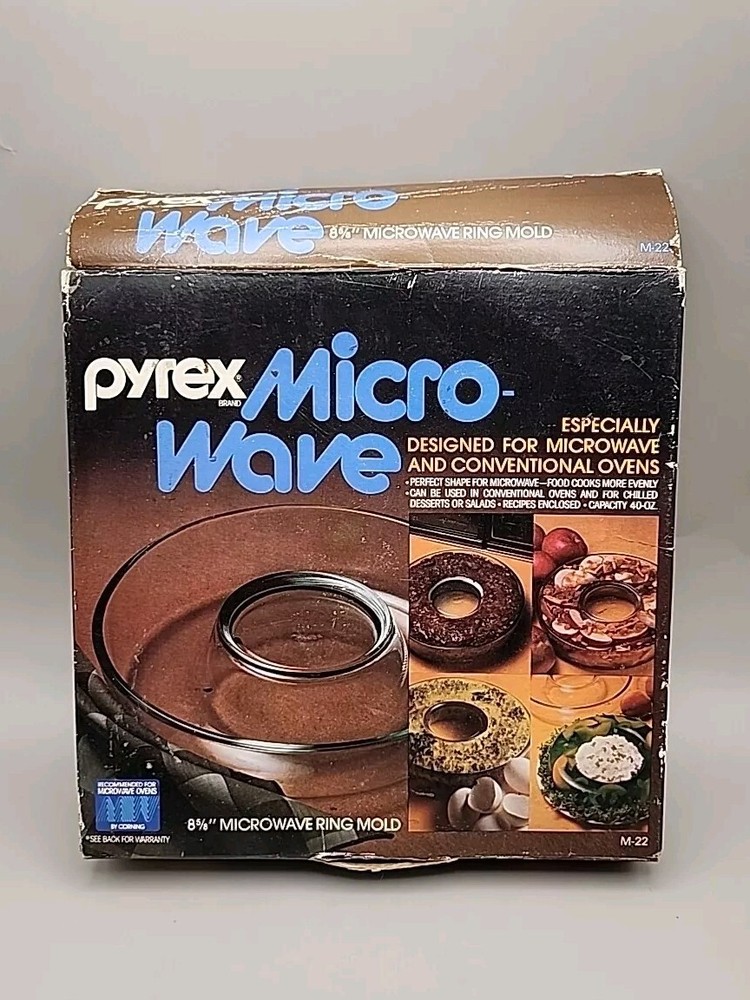 pyrex Micro-
Wave 8⅝" MICROWAVE RING MOLD
M-22
pyrex® Micro-
BRAND
Wave
ESPECIALLY
DESIGNED FOR MICROWAVE
AND CONVENTIONAL OVENS
• PERFECT SHAPE FOR MICROWAVE—FOOD COOKS MORE EVENLY
• CAN BE USED IN CONVENTIONAL OVENS AND FOR CHILLED
DESSERTS OR SALADS • RECIPES ENCLOSED • CAPACITY 40-OZ.
RECOMMENDED FOR
MICROWAVE OVENS
BY CORNING
*SEE BACK FOR WARRANTY
8⅝" MICROWAVE RING MOLD
M-22